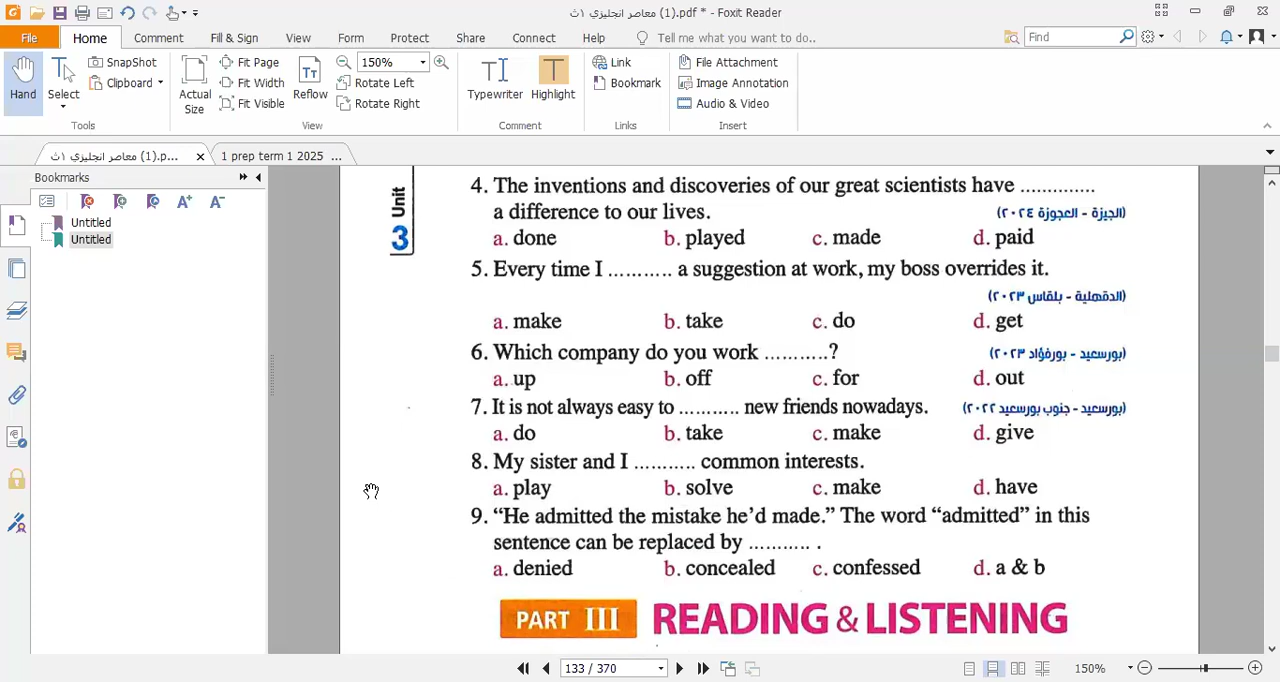 معاصر انجليزي ١ث (1).pdf * - Foxit Reader
File Home Comment Fill & Sign View Form Protect Share Connect Help Tell me what you want to do.. Find
Hand
Select
SnapShot
Clipboard
Tools
Actual Size
Fit Page
Fit Width
Fit Visible
Reflow
150%
Rotate Left
Rotate Right
View
Typewriter
Highlight
Comment
Link
Bookmark
Links
File Attachment
Image Annotation
Audio & Video
Insert
معاصر انجليزي ١ث (1).p...
1 prep term 1 2025 ...
Bookmarks
Untitled
Untitled
Unit
3
4. The inventions and discoveries of our great scientists have ..............
a difference to our lives. (الجيزة - العجوزة ٢٠٢٤)
a. done b. played c. made d. paid
5. Every time I ........... a suggestion at work, my boss overrides it.
(الدقهلية - بلقاس ٢٠٢٣)
a. make b. take c. do d. get
6. Which company do you work ...........? (بورسعيد - بورفؤاد ٢٠٢٣)
a. up b. off c. for d. out
7. It is not always easy to ........... new friends nowadays. (بورسعيد - جنوب بورسعيد ٢٠٢٢)
a. do b. take c. make d. give
8. My sister and I ........... common interests.
a. play b. solve c. make d. have
9. “He admitted the mistake he’d made.” The word “admitted” in this
sentence can be replaced by ........... .
a. denied b. concealed c. confessed d. a & b
PART III READING & LISTENING
133 / 370
150%